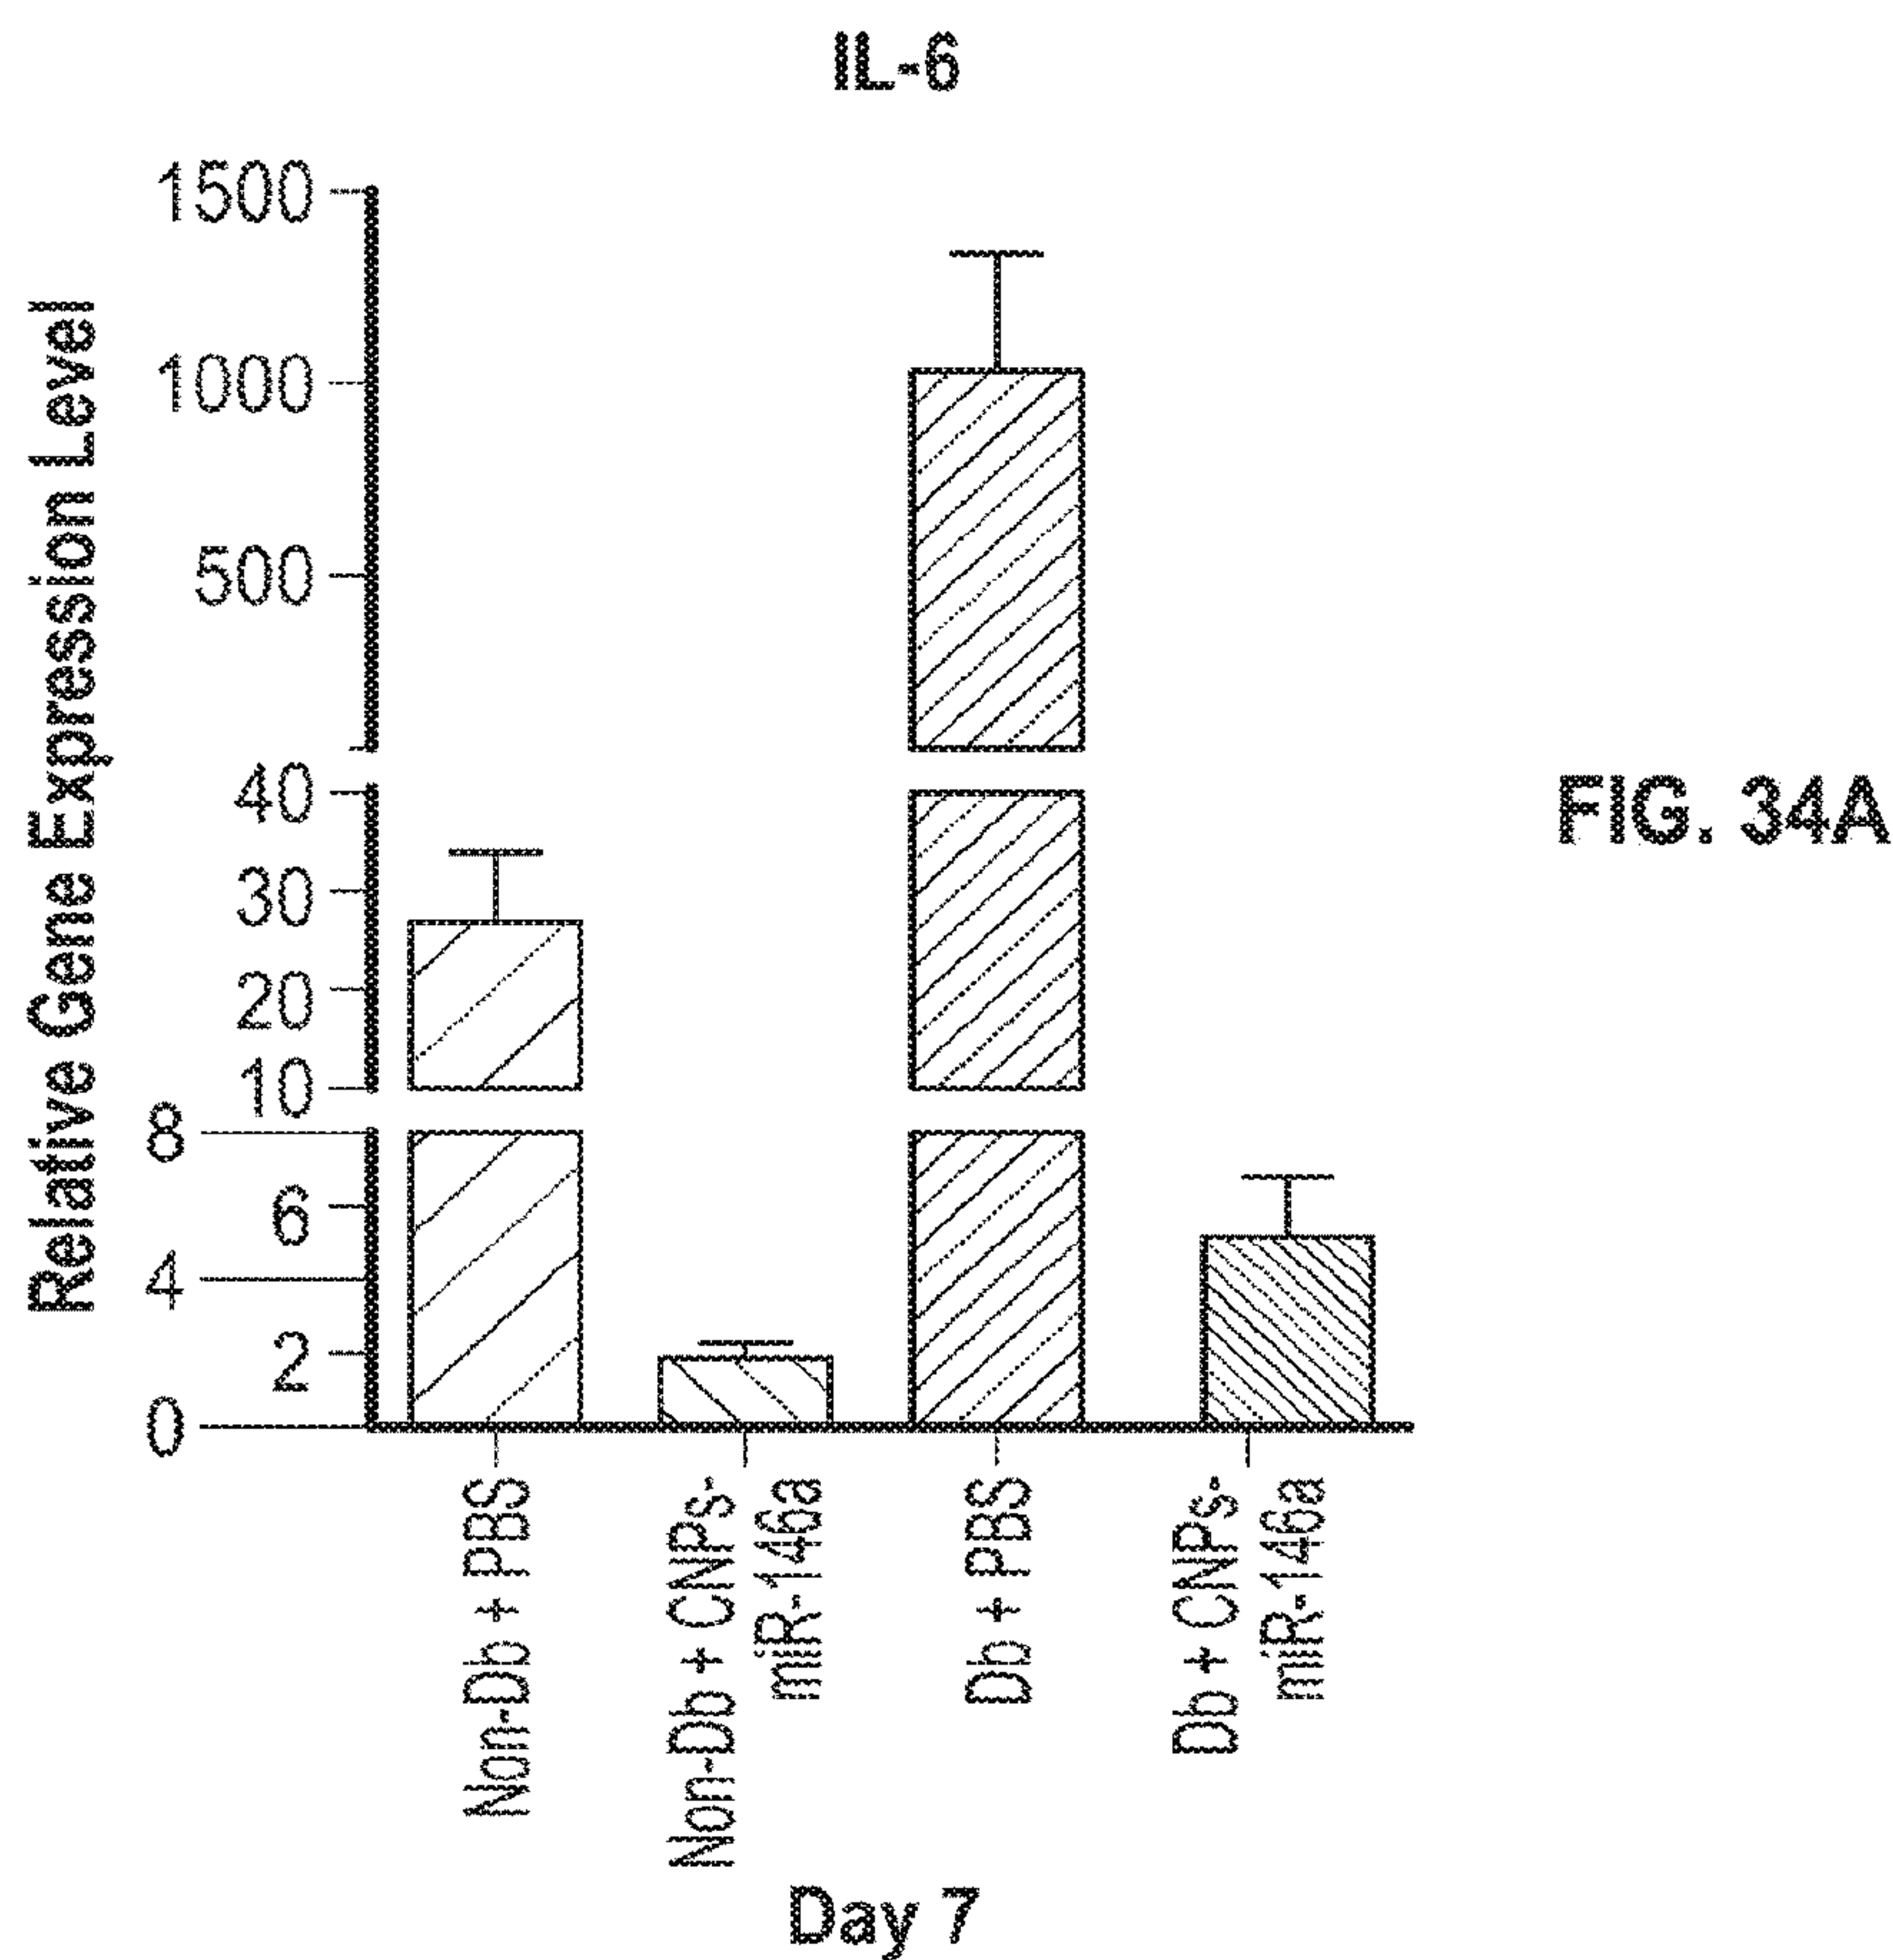 IL-6
Relative Gene Expression Level
1500
1000
500
40
30
20
10
8
6
4
2
0
Non-Db + PBS
Non-Db + CNPs-
miR-146a
Db + PBS
Db + CNPs-
miR-146a
Day 7
FIG. 34A